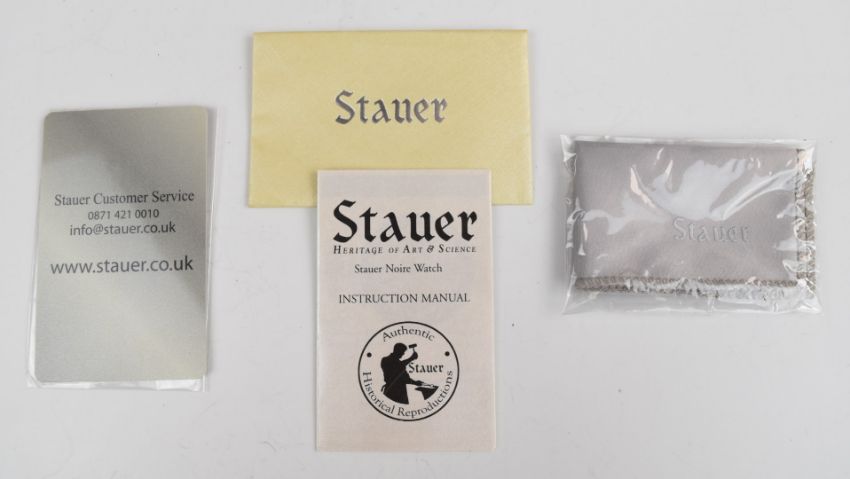 Stauer Customer Service
0871 421 0010
info@stauer.co.uk
www.stauer.co.uk
Stauer
Stauer
HERITAGE OF ART & SCIENCE
Stauer Noire Watch
INSTRUCTION MANUAL
Authentic
Stauer
Historical Reproductions
Stauer